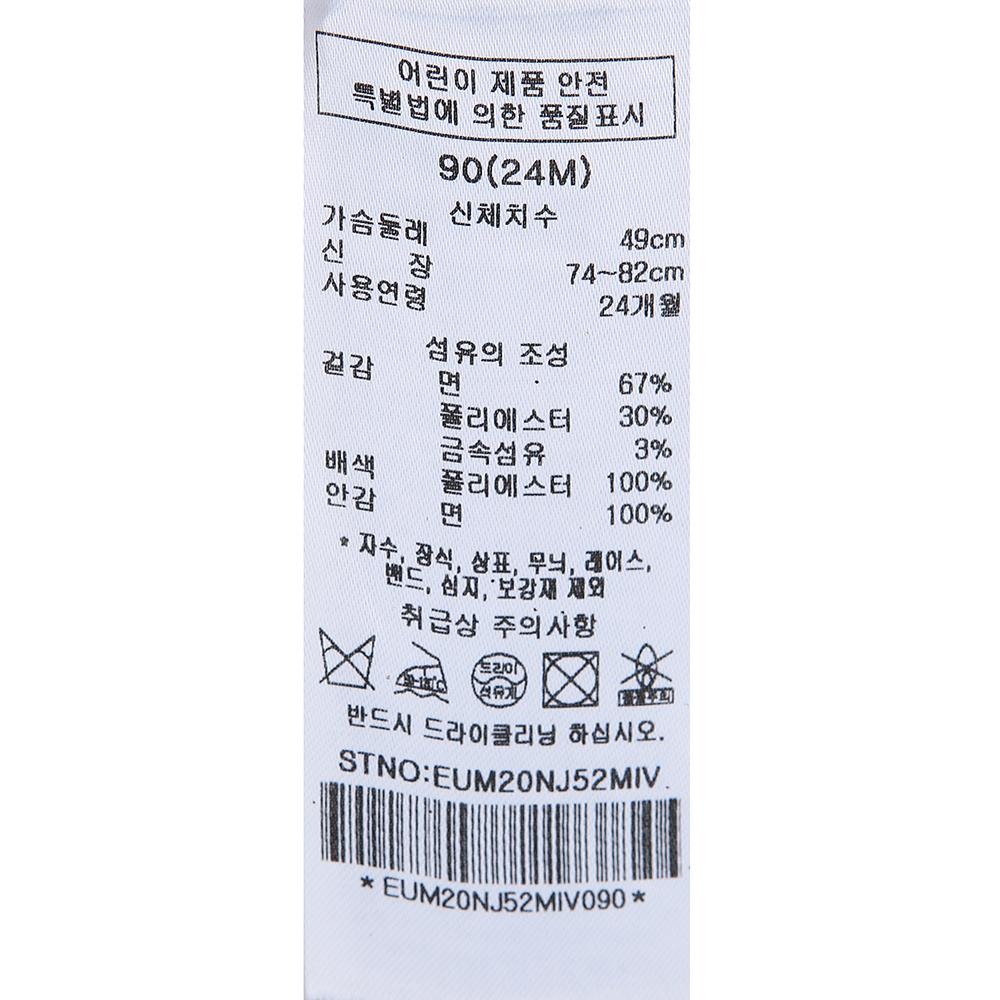 어린이 제품 안전
특별법에 의한 품질표시
90(24M)
신체치수
가슴둘레 49cm
신 장 74~82cm
사용연령 24개월
섬유의 조성
겉감 면 67%
폴리에스터 30%
금속섬유 3%
배색 폴리에스터 100%
안감 면 100%
* 자수, 장식, 상표, 무늬, 레이스,
밴드, 심지, 보강재 제외
취급상 주의사항
드라이
석유계
반드시 드라이클리닝 하십시오.
STNO:EUM20NJ52MIV
*EUM20NJ52MIV090*